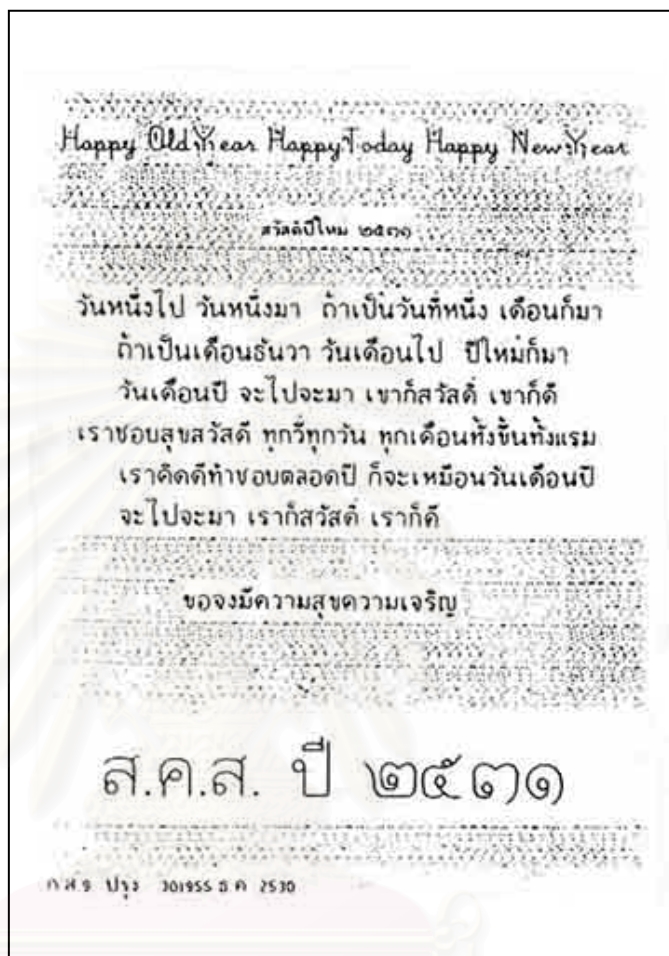 Happy Old Year Happy Today Happy New Year
สวัสดีปีใหม่ ๒๕๓๑
วันหนึ่งไป วันหนึ่งมา ถ้าเป็นวันที่หนึ่ง เดือนก็มา
ถ้าเป็นเดือนธันวา วันเดือนไป ปีใหม่ก็มา
วันเดือนปี จะไปจะมา เขาก็สวัสดี เขาก็ดี
เราชอบสุขสวัสดี ทุกวี่ทุกวัน ทุกเดือนทั้งขึ้นทั้งแรม
เราคิดดีทำชอบตลอดปี ก็จะเหมือนวันเดือนปี
จะไปจะมา เราก็สวัสดี เราก็ดี
ขอจงมีความสุขความเจริญ
ส.ค.ส. ปี ๒๕๓๑
ก.ส.9 ปรุง 301955 ธ.ค. 2530